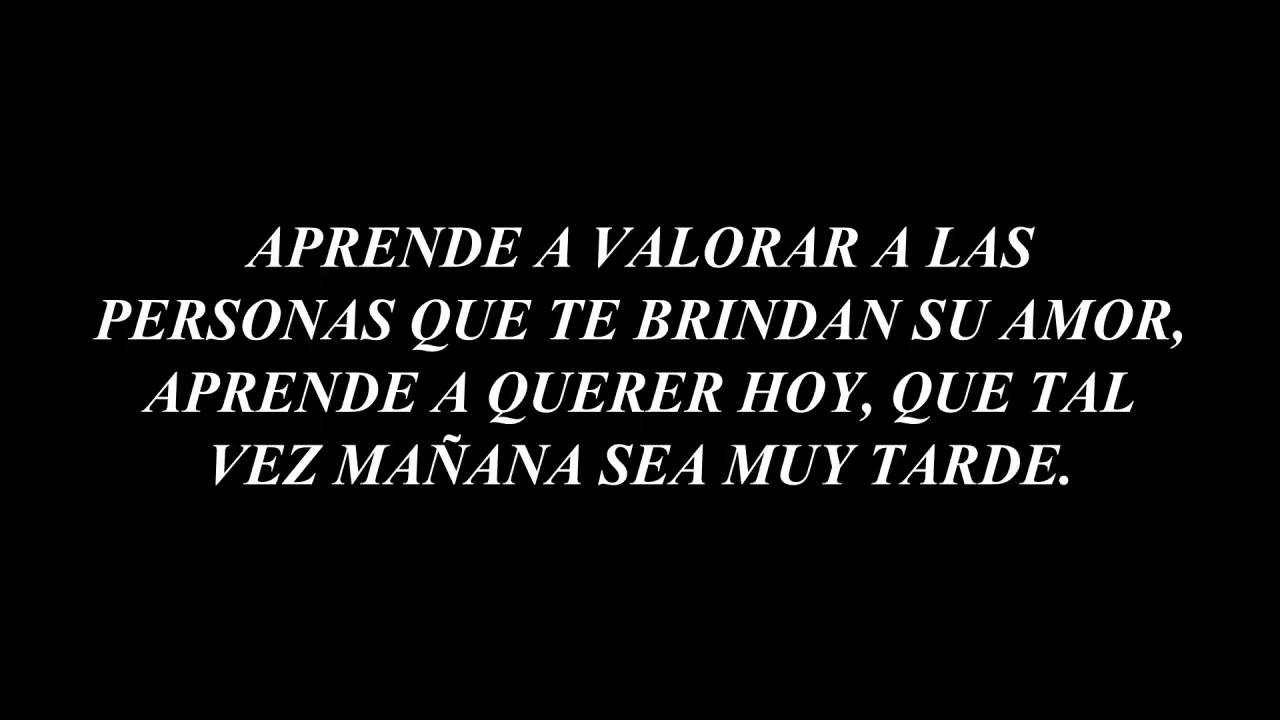 APRENDE A VALORAR A LAS
PERSONAS QUE TE BRINDAN SU AMOR,
APRENDE A QUERER HOY, QUE TAL
VEZ MAÑANA SEA MUY TARDE.